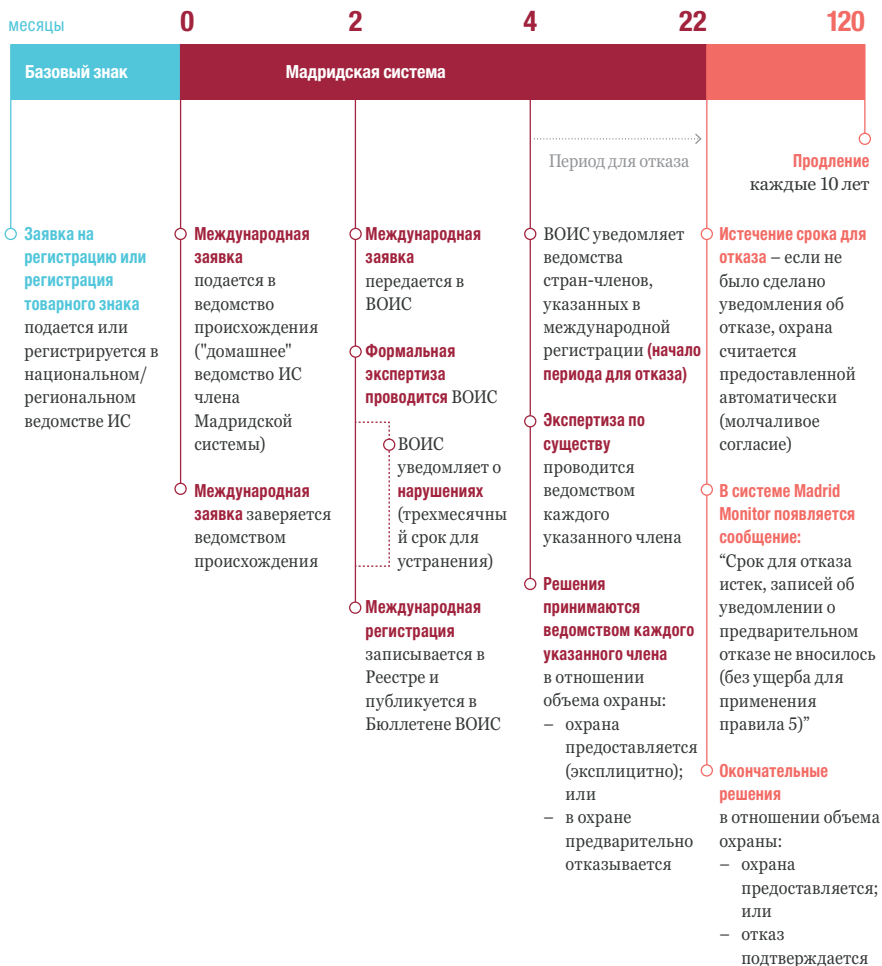 месяцы
0
2
4
22
120
Базовый знак
Мадридская система
Период для отказа
Продление
каждые 10 лет
Заявка на
регистрацию или
регистрация
товарного знака
подается или
регистрируется в
национальном/
региональном
ведомстве ИС
Международная
заявка
подается в
ведомство
происхождения
("домашнее"
ведомство ИС
члена
Мадридской
системы)
Международная
заявка заверяется
ведомством
происхождения
Международная
заявка
передается в
ВОИС
Формальная
экспертиза
проводится ВОИС
ВОИС
уведомляет о
нарушениях
(трехмесячны
й срок для
устранения)
Международная
регистрация
записывается в
Реестре и
публикуется в
Бюллетене ВОИС
ВОИС уведомляет
ведомства
стран-членов,
указанных в
международной
регистрации (начало
периода для отказа)
Экспертиза по
существу
проводится
ведомством
каждого
указанного члена
Решения
принимаются
ведомством каждого
указанного члена
в отношении
объема охраны:
– охрана
предоставляется
(эксплицитно);
или
– в охране
предварительно
отказывается
Истечение срока для
отказа – если не
было сделано
уведомления об
отказе, охрана
считается
предоставленной
автоматически
(молчаливое
согласие)
В системе Madrid
Monitor появляется
сообщение:
“Срок для отказа
истек, записей об
уведомлении о
предварительном
отказе не вносилось
(без ущерба для
применения
правила 5)”
Окончательные
решения
в отношении объема
охраны:
– охрана
предоставляется;
или
– отказ
подтверждается